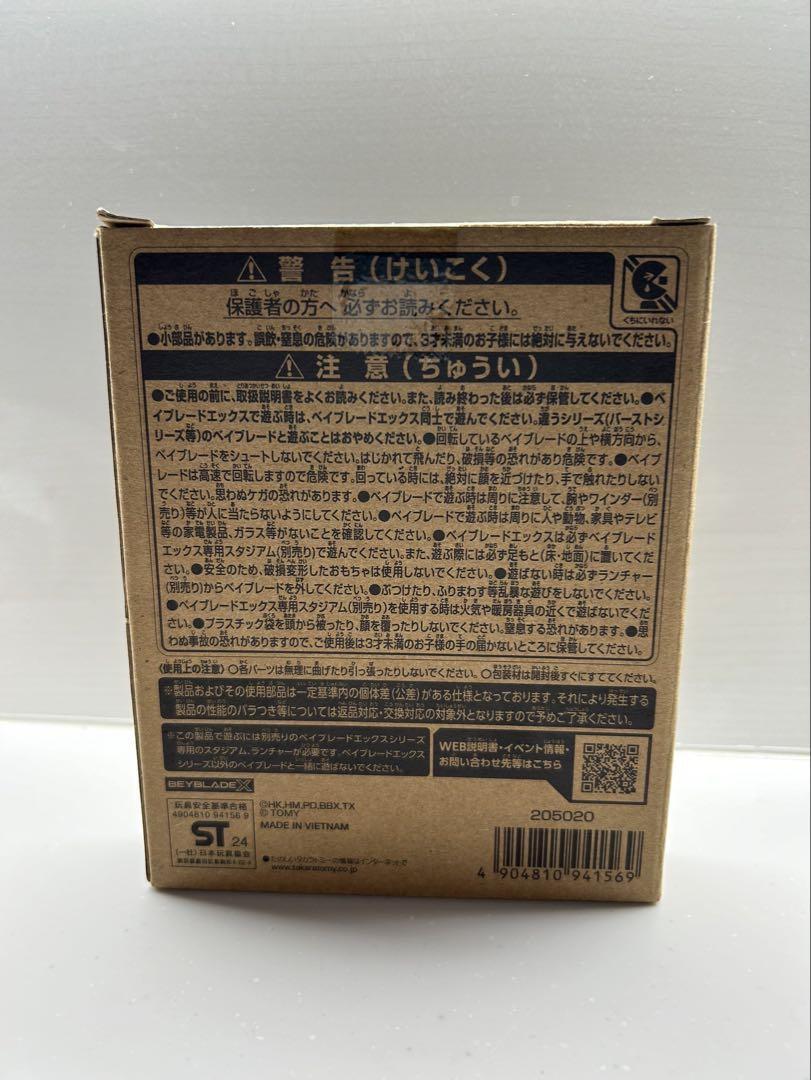 ⚠ 警告(けいこく)
くちにいれない
保護者の方へ 必ずお読みください。
●小部品があります。誤飲・窒息の危険がありますので、3才未満のお子様には絶対に与えないでください。
⚠ 注意(ちゅうい)
●ご使用の前に、取扱説明書をよくお読みください。また、読み終わった後は必ず保管してください。●ベ
イブレードエックスで遊ぶ時は、ベイブレードエックス同士で遊んでください。違うシリーズ(バーストシ
リーズ等)のベイブレードと遊ぶことはおやめください。●回転しているベイブレードの上や横方向から、
ベイブレードをシュートしないでください。はじかれて飛んだり、破損等の恐れがあり危険です。●ベイブ
レードは高速で回転しますので危険です。回っている時には、絶対に顔を近づけたり、手で触れたりしない
でください。思わぬケガの恐れがあります。●ベイブレードで遊ぶ時は周りに注意して、腕やワインダー(別
売り)等が人に当たらないようにしてください。●ベイブレードで遊ぶ時は周りに人や動物、家具やテレビ
等の家電製品、ガラス等がないことを確認してください。●ベイブレードエックスは必ずベイブレード
エックス専用スタジアム(別売り)で遊んでください。また、遊ぶ際には必ず足もと(床・地面)に置いてくだ
さい。●安全のため、破損変形したおもちゃは使用しないでください。●遊ばない時は必ずランチャー
(別売り)からベイブレードを外してください。●ぶつけたり、ふりまわす等乱暴な遊びをしないでください。
●ベイブレードエックス専用スタジアム(別売り)を使用する時は火気や暖房器具の近くで遊ばないでくだ
さい。●プラスチック袋を頭から被ったり、顔を覆ったりしないでください。窒息する恐れがあります。●思
わぬ事故の恐れがありますので、ご使用後は3才未満のお子様の手の届かないところに保管してください。
〈使用上の注意〉○各パーツは無理に曲げたり引っ張ったりしないでください。○包装材は開封後すぐにすててください。
※製品およびその使用部品は一定基準内の個体差(公差)がある仕様となっております。それにより発生する
製品の性能のバラつき等については返品対応・交換対応の対象外となりますので予めご了承ください。
※この製品で遊ぶには別売りのベイブレードエックスシリーズ
専用のスタジアム、ランチャーが必要です。ベイブレードエックス
シリーズ以外のベイブレードと一緒に遊ばないでください。
WEB説明書・イベント情報・
お問い合わせ先等はこちら
BEYBLADE X
玩具安全基準合格
4904810 94156 9
ST 24
(一社)日本玩具協会
©HK,HM,PD,BBX,TX
© TOMY
MADE IN VIETNAM
●たのしいタカラトミーの情報はインターネットで
www.takaratomy.co.jp
205020
4 904810 941569